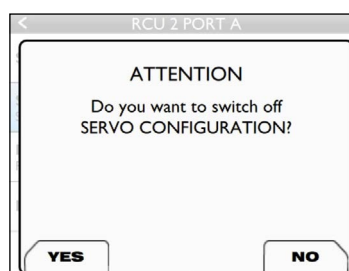 < RCU 2 PORT A
ATTENTION
Do you want to switch off
SERVO CONFIGURATION?
YES
NO